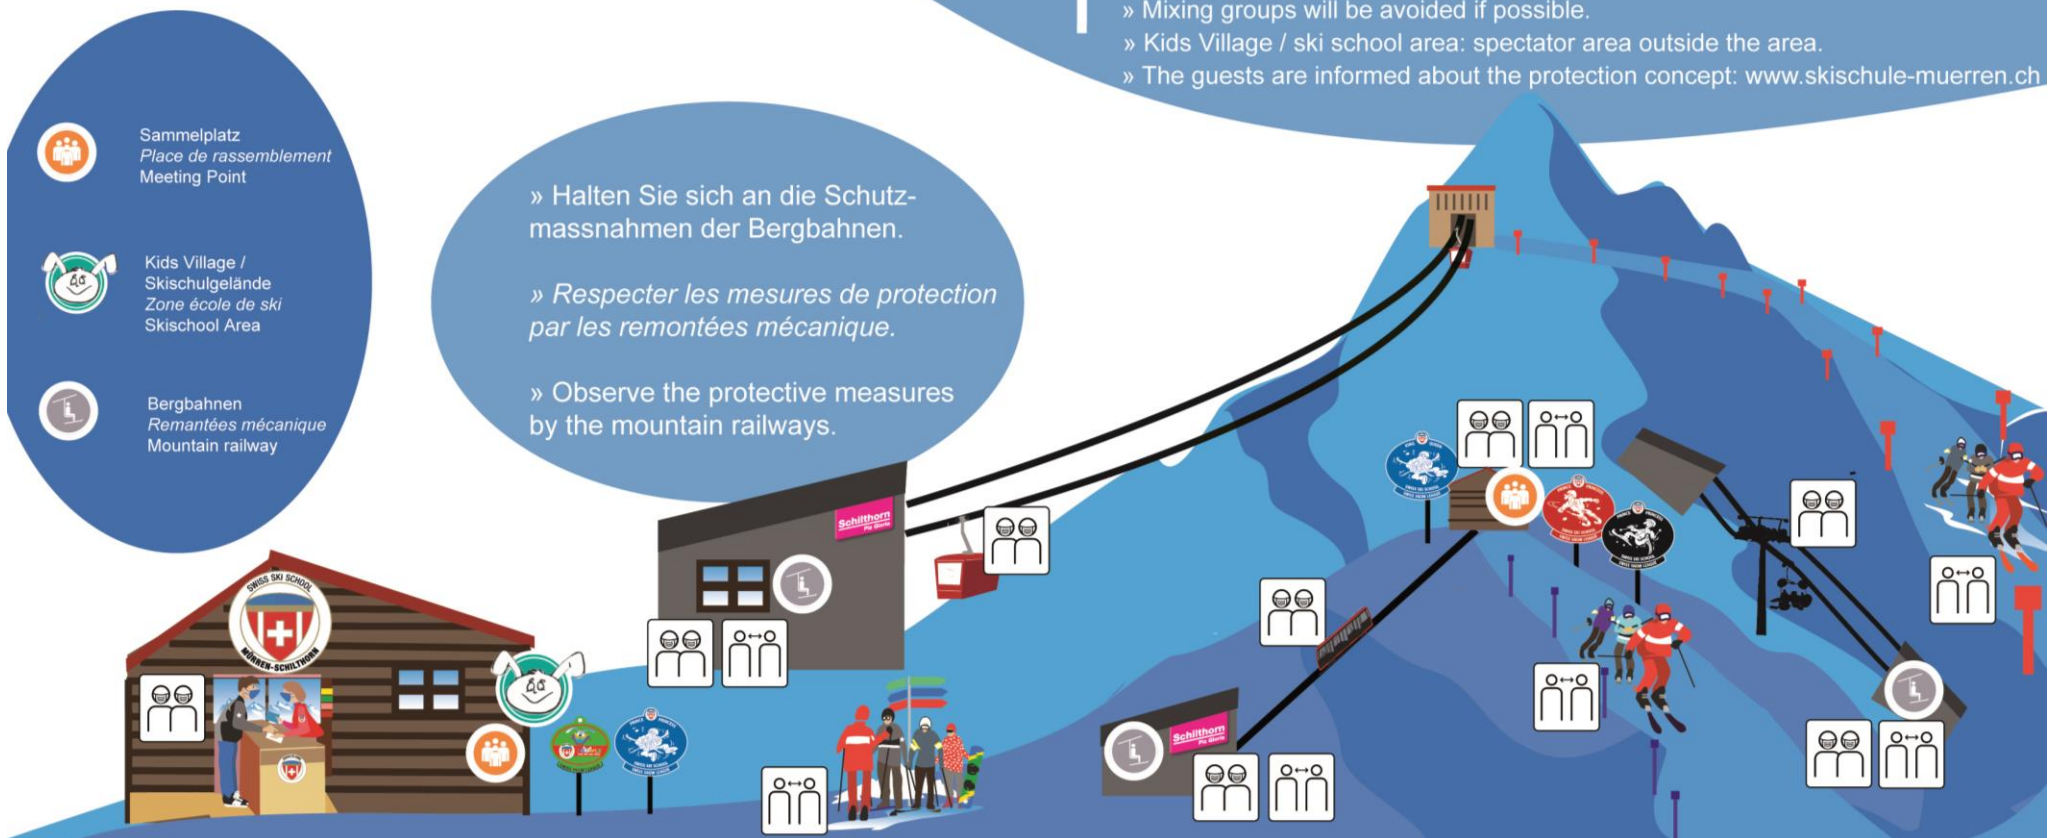 » Mixing groups will be avoided if possible.
» Kids Village / ski school area: spectator area outside the area.
» The guests are informed about the protection concept: www.skischule-muerren.ch
Sammelplatz
Place de rassemblement
Meeting Point
Kids Village /
Skischulgelände
Zone école de ski
Skischool Area
Bergbahnen
Remantées mécanique
Mountain railway
» Halten Sie sich an die Schutz-
massnahmen der Bergbahnen.
» Respecter les mesures de protection
par les remontées mécanique.
» Observe the protective measures
by the mountain railways.
Schilthorn
Piz Gloria
SWISS SKI SCHOOL
MÜRREN-SCHILTHORN
Schilthorn
Piz Gloria